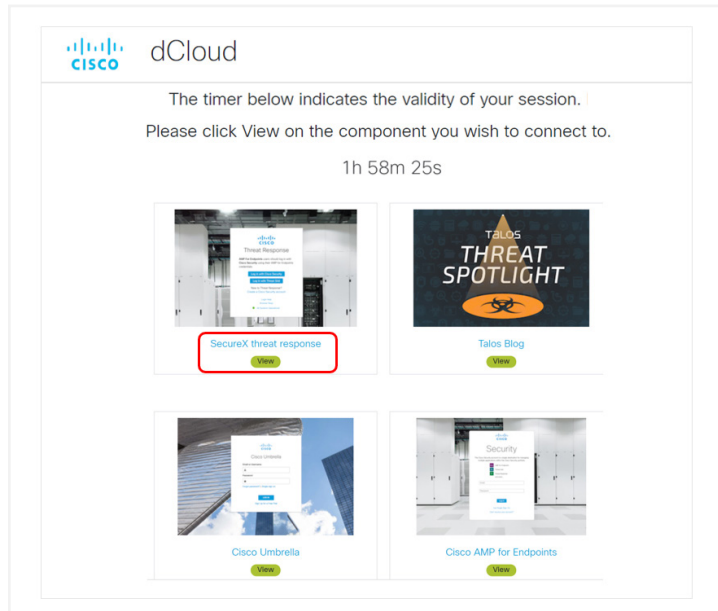 CISCO
dCloud
The timer below indicates the validity of your session.
Please click View on the component you wish to connect to.
1h 58m 25s
CISCO
Threat Response
TALOS
THREAT
SPOTLIGHT
SecureX threat response
View
Talos Blog
View
Cisco Umbrella
Security
Cisco Umbrella
View
Cisco AMP for Endpoints
View